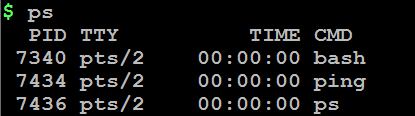 $ ps
  PID TTY          TIME CMD
 7340 pts/2    00:00:00 bash
 7434 pts/2    00:00:00 ping
 7436 pts/2    00:00:00 ps